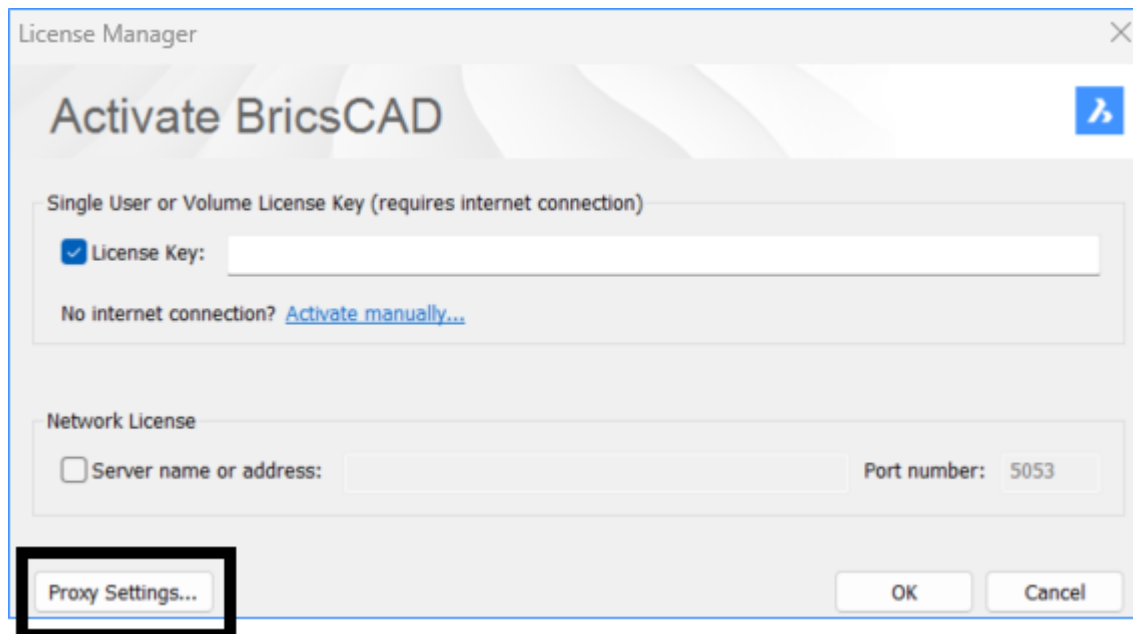 License Manager
Activate BricsCAD
Single User or Volume License Key (requires internet connection)
License Key:
No internet connection? Activate manually...
Network License
Server name or address: Port number: 5053
Proxy Settings... OK Cancel